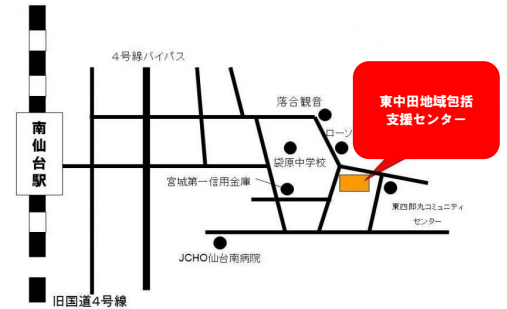 4号線バイパス
落合観音
東中田地域包括
支援センター
南仙台駅
ローソ
袋原中学校
宮城第一信用金庫
東四郎丸コミュニティ
センター
JCHO仙台南病院
旧国道4号線